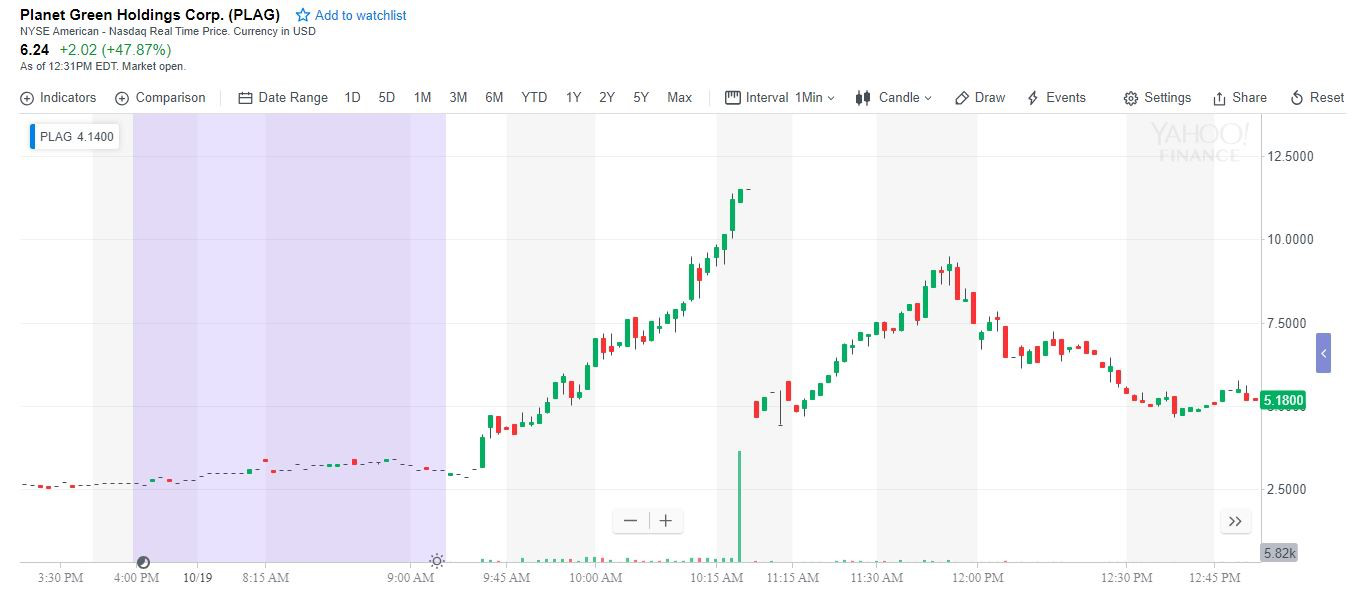 Planet Green Holdings Corp. (PLAG) Add to watchlist
NYSE American - Nasdaq Real Time Price. Currency in USD
6.24 +2.02 (+47.87%)
As of 12:31PM EDT. Market open.
Indicators Comparison Date Range 1D 5D 1M 3M 6M YTD 1Y 2Y 5Y Max Interval 1Min Candle Draw Events Settings Share Reset
PLAG 4.1400
YAHOO!
FINANCE
12.5000
10.0000
7.5000
5.1800
2.5000
5.82k
3:30 PM 4:00 PM 10/19 8:15 AM 9:00 AM 9:45 AM 10:00 AM 10:15 AM 11:15 AM 11:30 AM 12:00 PM 12:30 PM 12:45 PM